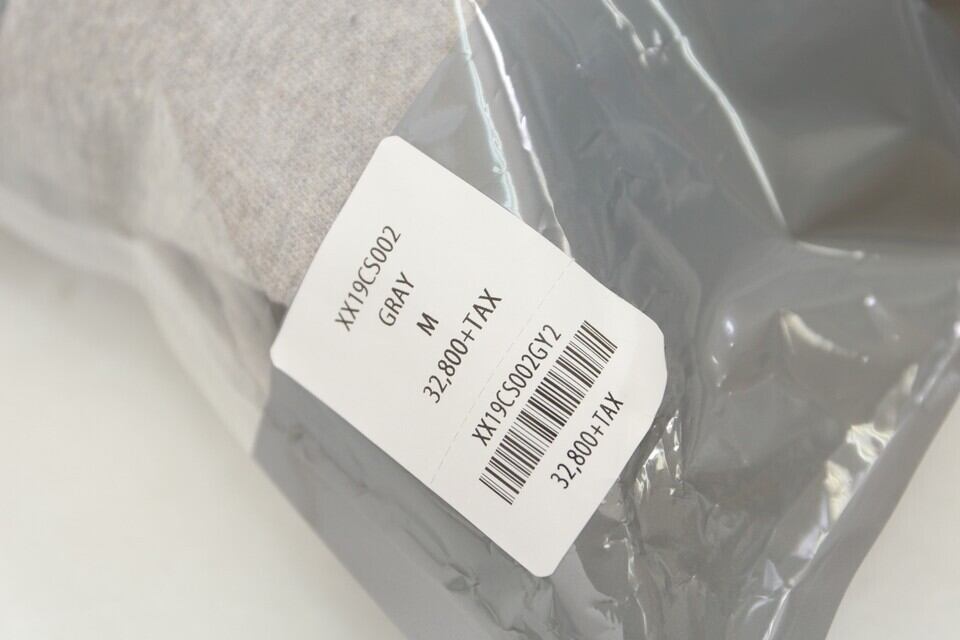 XX19CS002
GRAY
M
32,800+TAX
XX19CS002GY2
32,800+TAX